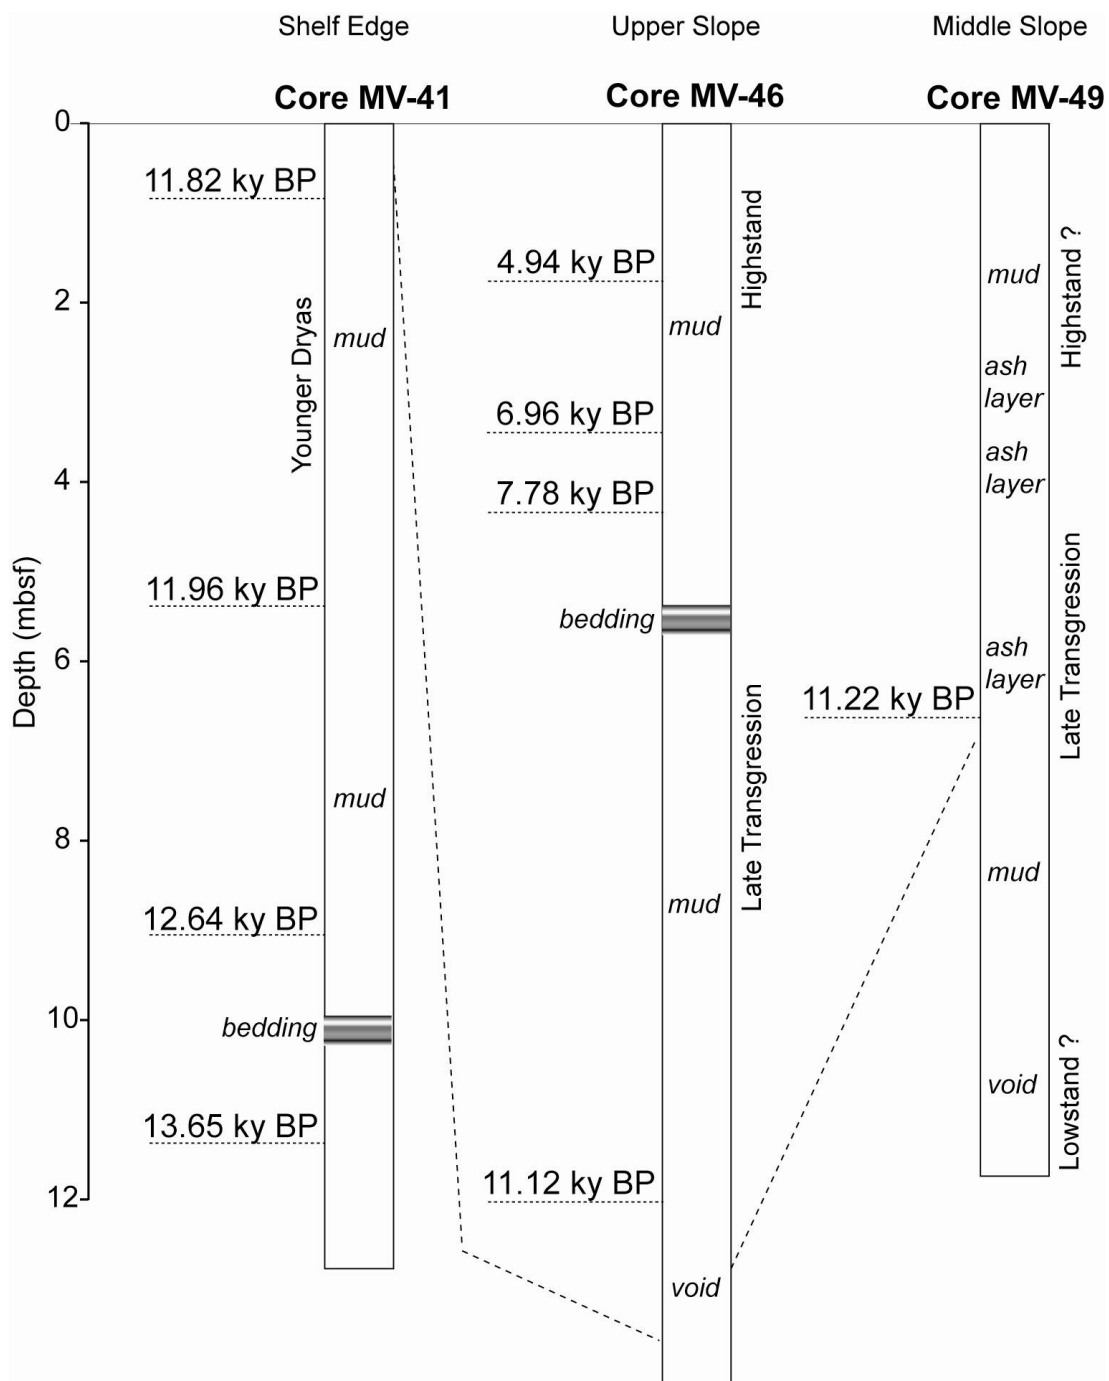 Shelf Edge
Upper Slope
Middle Slope
Core MV-41
Core MV-46
Core MV-49
Depth (mbsf)
0
2
4
6
8
10
12
11.82 ky BP
Younger Dryas
mud
11.96 ky BP
mud
12.64 ky BP
bedding
13.65 ky BP
4.94 ky BP
Highstand
mud
6.96 ky BP
7.78 ky BP
bedding
Late Transgression
mud
11.12 ky BP
void
mud
Highstand ?
ash
layer
ash
layer
Late Transgression
ash
layer
11.22 ky BP
mud
void
Lowstand ?